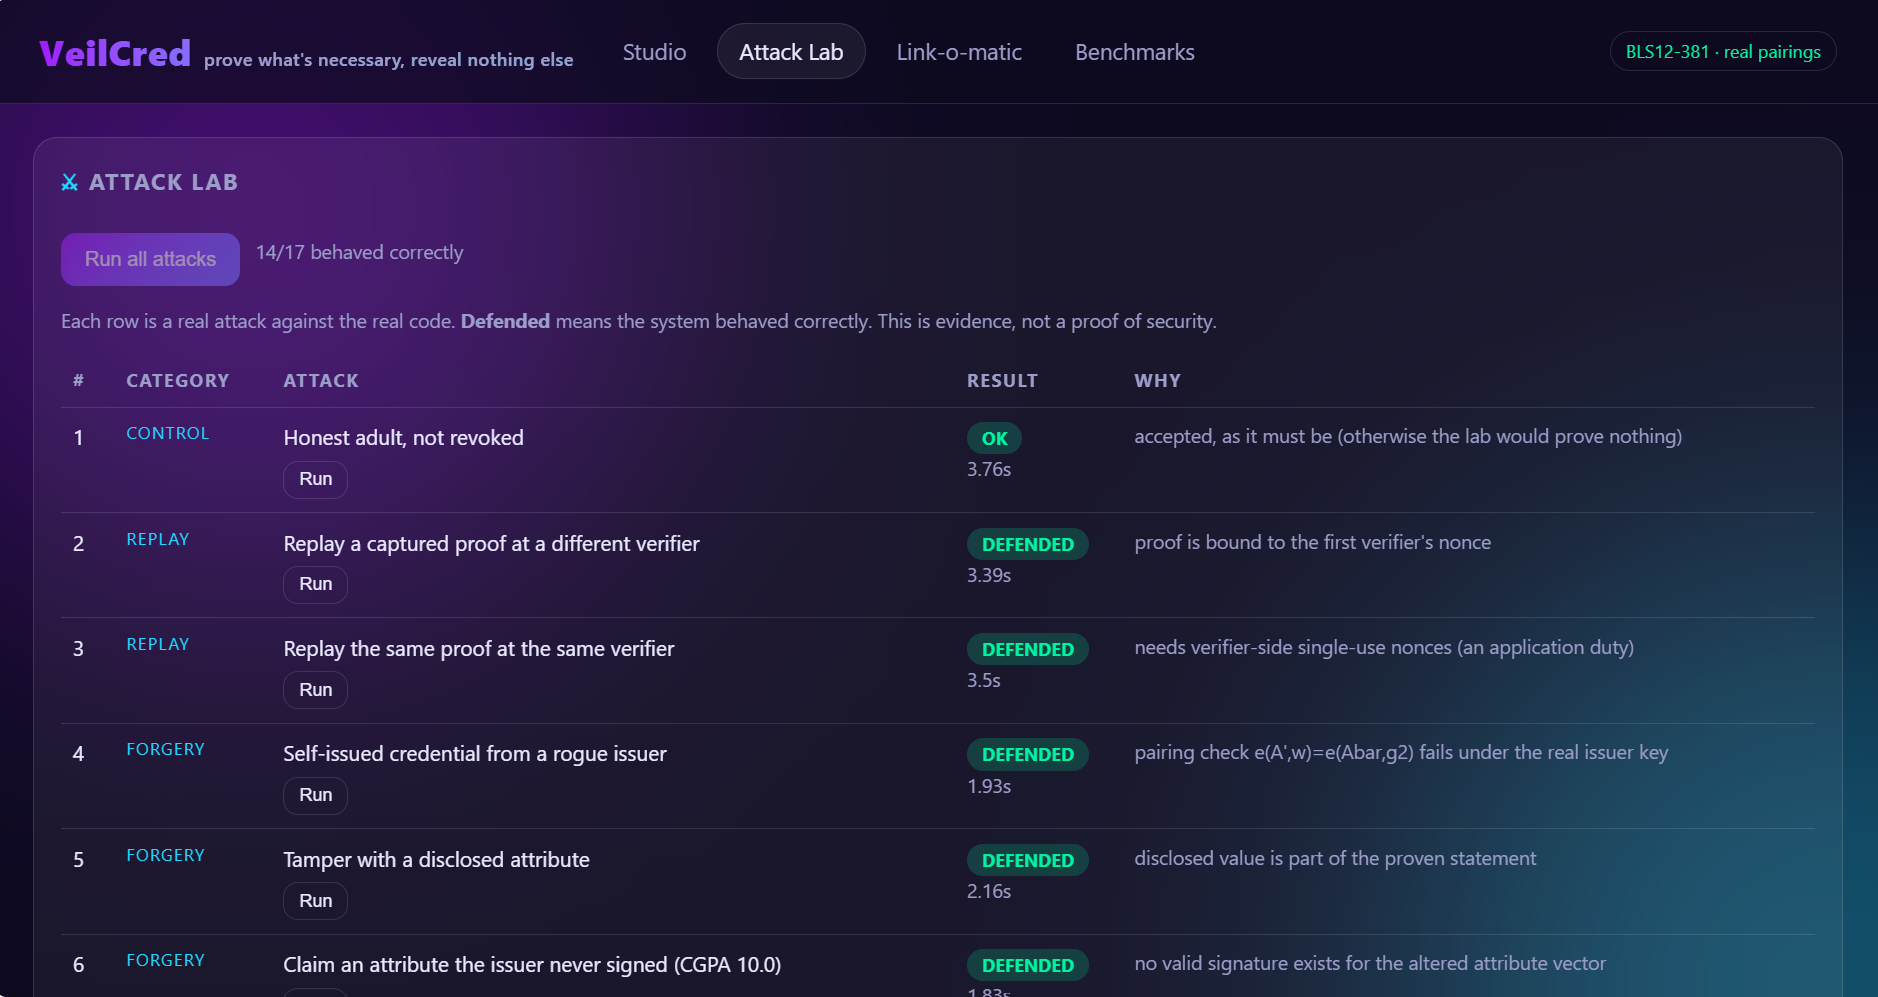 VeilCred prove what's necessary, reveal nothing else Studio Attack Lab Link-o-matic Benchmarks BLS12-381 · real pairings
⚔ ATTACK LAB
Run all attacks 14/17 behaved correctly
Each row is a real attack against the real code. Defended means the system behaved correctly. This is evidence, not a proof of security.
# CATEGORY ATTACK RESULT WHY
1 CONTROL Honest adult, not revoked OK accepted, as it must be (otherwise the lab would prove nothing)
Run 3.76s
2 REPLAY Replay a captured proof at a different verifier DEFENDED proof is bound to the first verifier's nonce
Run 3.39s
3 REPLAY Replay the same proof at the same verifier DEFENDED needs verifier-side single-use nonces (an application duty)
Run 3.5s
4 FORGERY Self-issued credential from a rogue issuer DEFENDED pairing check e(A',w)=e(Abar,g2) fails under the real issuer key
Run 1.93s
5 FORGERY Tamper with a disclosed attribute DEFENDED disclosed value is part of the proven statement
Run 2.16s
6 FORGERY Claim an attribute the issuer never signed (CGPA 10.0) DEFENDED no valid signature exists for the altered attribute vector
1.83s